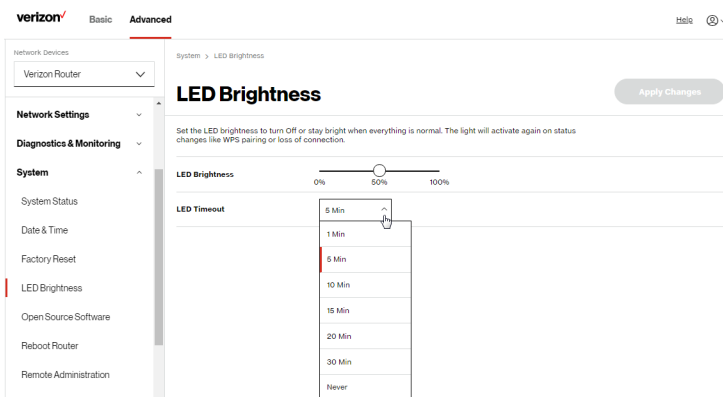 verizon✓
Basic
Advanced
Help
Network Devices
Verizon Router
Network Settings
Diagnostics & Monitoring
System
System Status
Date & Time
Factory Reset
LED Brightness
Open Source Software
Reboot Router
Remote Administration
System > LED Brightness
LED Brightness
Apply Changes
Set the LED brightness to turn Off or stay bright when everything is normal. The light will activate again on status
changes like WPS pairing or loss of connection.
LED Brightness
0% 50% 100%
LED Timeout
5 Min
1 Min
5 Min
10 Min
15 Min
20 Min
30 Min
Never